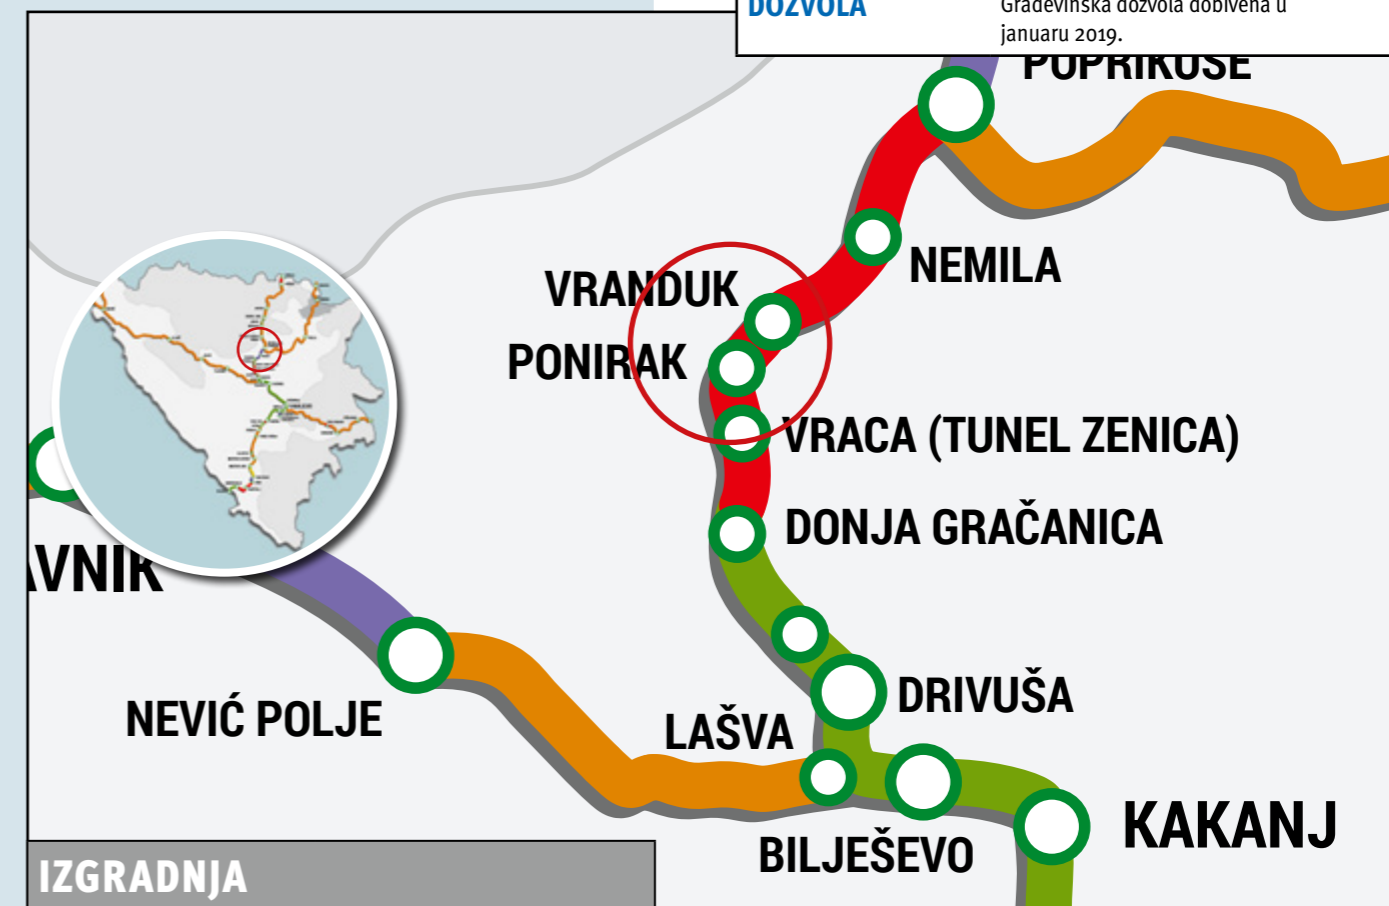 DOZVOLA
Građevinska dozvola dobivena u
januaru 2019.
POPRIKUŠE
NEMILA
VRANDUK
PONIRAK
VRACA (TUNEL ZENICA)
DONJA GRAČANICA
AVNIK
NEVIĆ POLJE
DRIVUŠA
LAŠVA
BILJEŠEVO
KAKANJ
IZGRADNJA